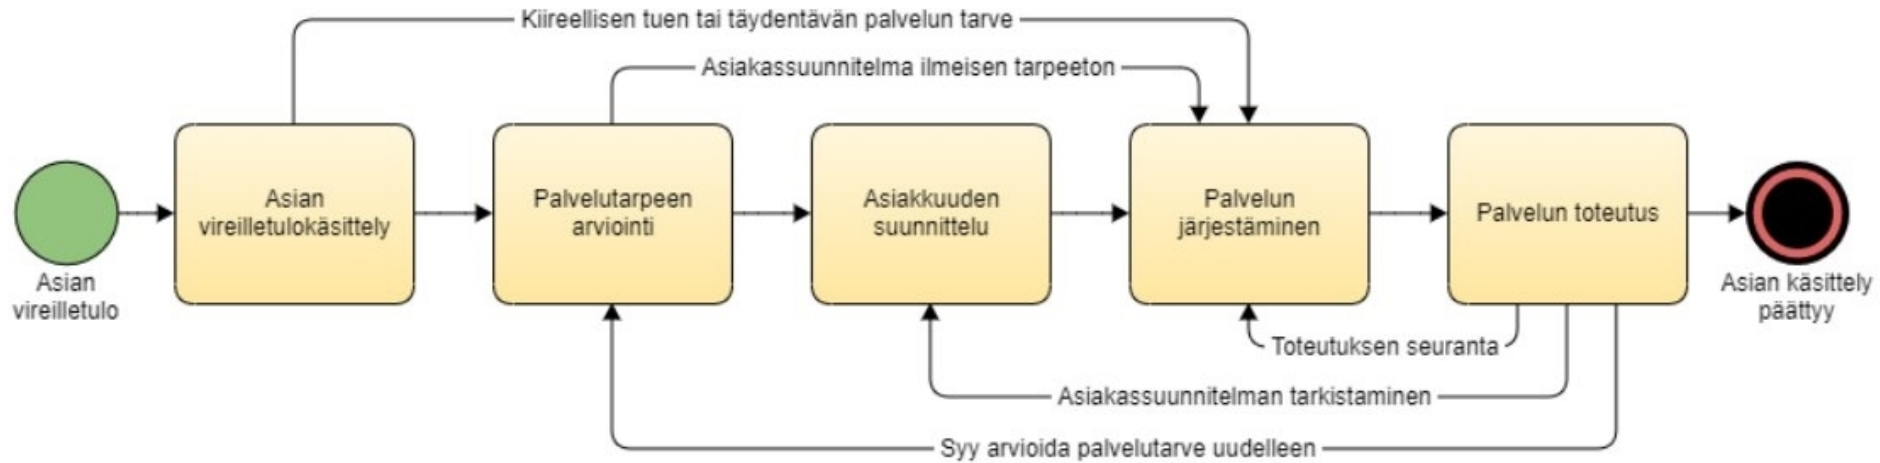 Kiireellisen tuen tai täydentävän palvelun tarve
Asiakassuunnitelma ilmeisen tarpeeton
Asian
vireilletulo
Asian
vireilletulokäsittely
Palvelutarpeen
arviointi
Asiakkuuden
suunnittelu
Palvelun
järjestäminen
Palvelun toteutus
Asian käsittely
päättyy
Toteutuksen seuranta
Asiakassuunnitelman tarkistaminen
Syy arvioida palvelutarve uudelleen